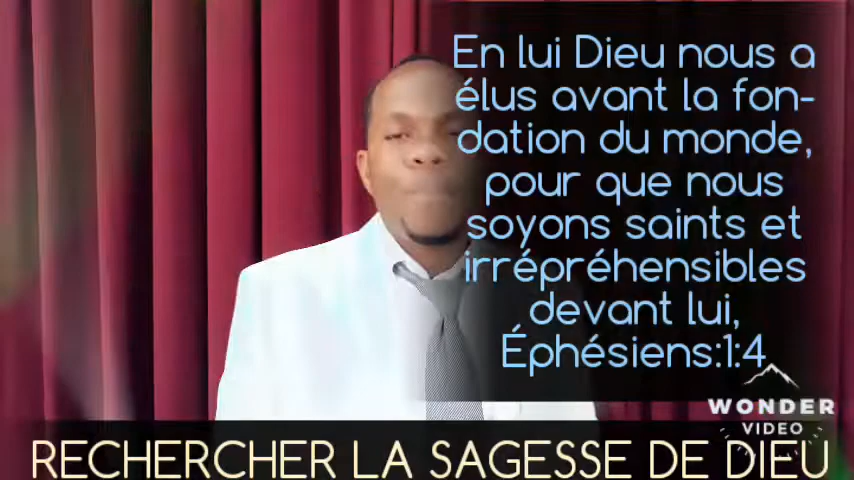 En lui Dieu nous a
élus avant la fon-
dation du monde,
pour que nous
soyons saints et
irrépréhensibles
devant lui,
Éphésiens:1:4
WONDER
VIDEO
RECHERCHER LA SAGESSE DE DIEU